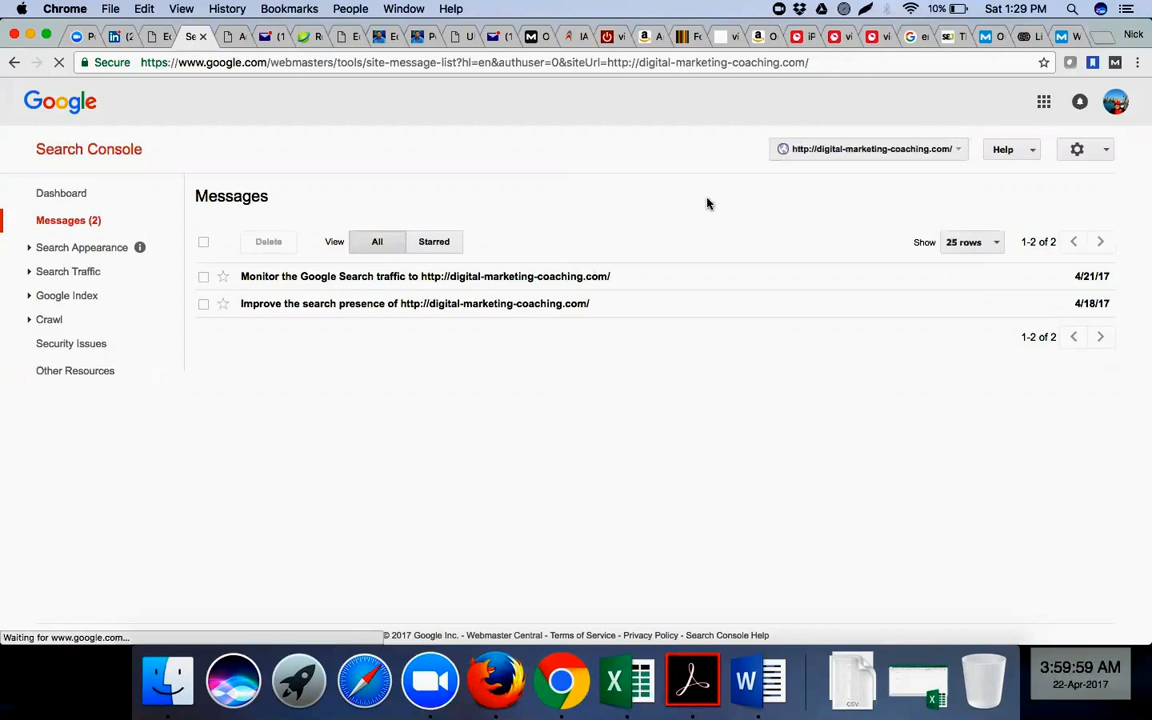 Chrome File Edit View History Bookmarks People Window Help 10% Sat 1:29 PM
Nick
Secure https://www.google.com/webmasters/tools/site-message-list?hl=en&authuser=0&siteUrl=http://digital-marketing-coaching.com/
Google
Search Console http://digital-marketing-coaching.com/ Help
Dashboard
Messages
Messages (2)
Search Appearance
Search Traffic
Google Index
Crawl
Security Issues
Other Resources
Delete View All Starred Show 25 rows 1-2 of 2
Monitor the Google Search traffic to http://digital-marketing-coaching.com/ 4/21/17
Improve the search presence of http://digital-marketing-coaching.com/ 4/18/17
1-2 of 2
Waiting for www.google.com...
© 2017 Google Inc. - Webmaster Central - Terms of Service - Privacy Policy - Search Console Help
CSV
3:59:59 AM
22-Apr-2017